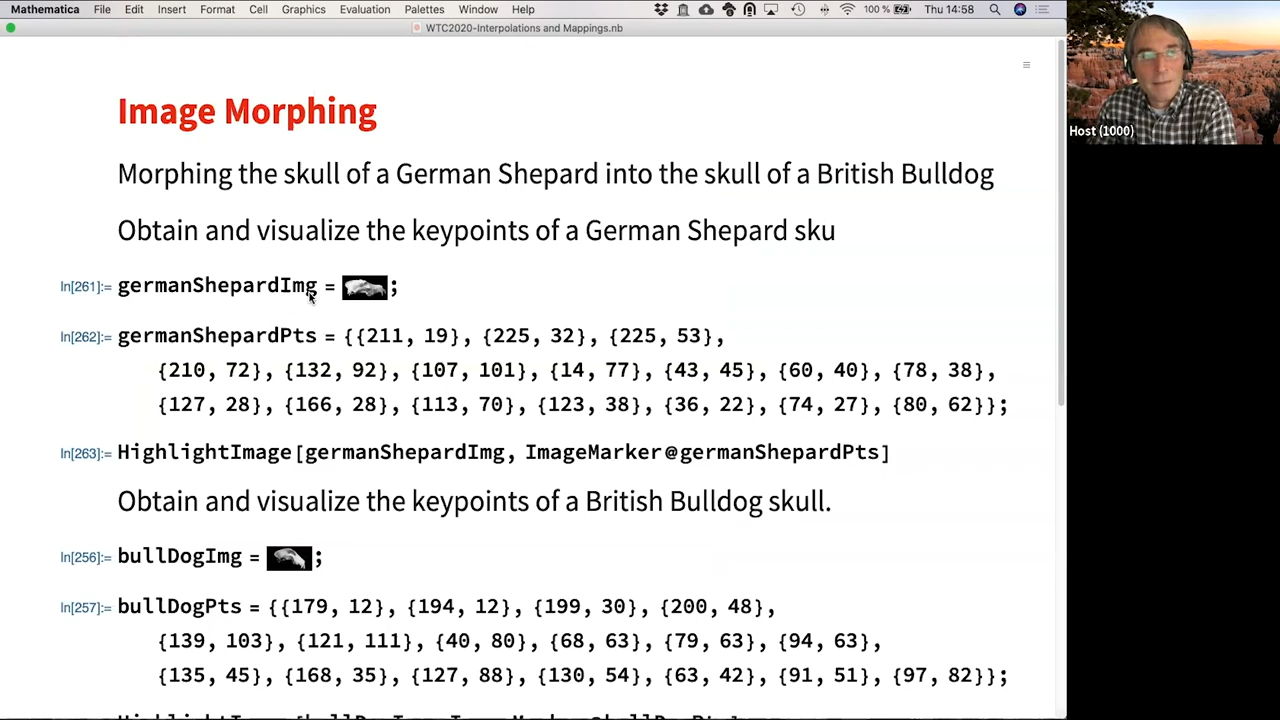 Mathematica File Edit Insert Format Cell Graphics Evaluation Palettes Window Help 100 % Thu 14:58
WTC2020-Interpolations and Mappings.nb
Image Morphing
Morphing the skull of a German Shepard into the skull of a British Bulldog
Obtain and visualize the keypoints of a German Shepard sku
In[261]:= germanShepardImg = ;
In[262]:= germanShepardPts = {{211, 19}, {225, 32}, {225, 53},
{210, 72}, {132, 92}, {107, 101}, {14, 77}, {43, 45}, {60, 40}, {78, 38},
{127, 28}, {166, 28}, {113, 70}, {123, 38}, {36, 22}, {74, 27}, {80, 62}};
In[263]:= HighlightImage[germanShepardImg, ImageMarker@germanShepardPts]
Obtain and visualize the keypoints of a British Bulldog skull.
In[256]:= bullDogImg = ;
In[257]:= bullDogPts = {{179, 12}, {194, 12}, {199, 30}, {200, 48},
{139, 103}, {121, 111}, {40, 80}, {68, 63}, {79, 63}, {94, 63},
{135, 45}, {168, 35}, {127, 88}, {130, 54}, {63, 42}, {91, 51}, {97, 82}};
Host (1000)